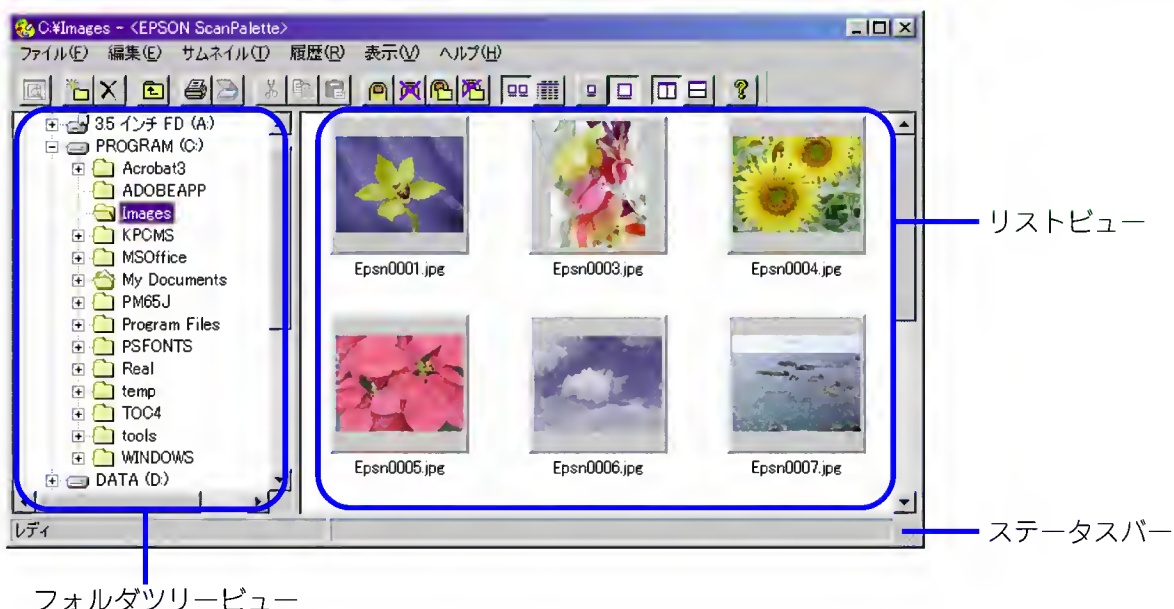 C:¥Images - <EPSON ScanPalette>
ファイル(F) 編集(E) サムネイル(T) 履歴(R) 表示(V) ヘルプ(H)
3.5 インチ FD (A:)
PROGRAM (C:)
Acrobat3
ADOBEAPP
Images
KPCMS
MSOffice
My Documents
PM65J
Program Files
PSFONTS
Real
temp
TOC4
tools
WINDOWS
DATA (D:)
Epsn0001.jpg
Epsn0003.jpg
Epsn0004.jpg
Epsn0005.jpg
Epsn0006.jpg
Epsn0007.jpg
リストビュー
レディ
ステータスバー
フォルダツリービュー